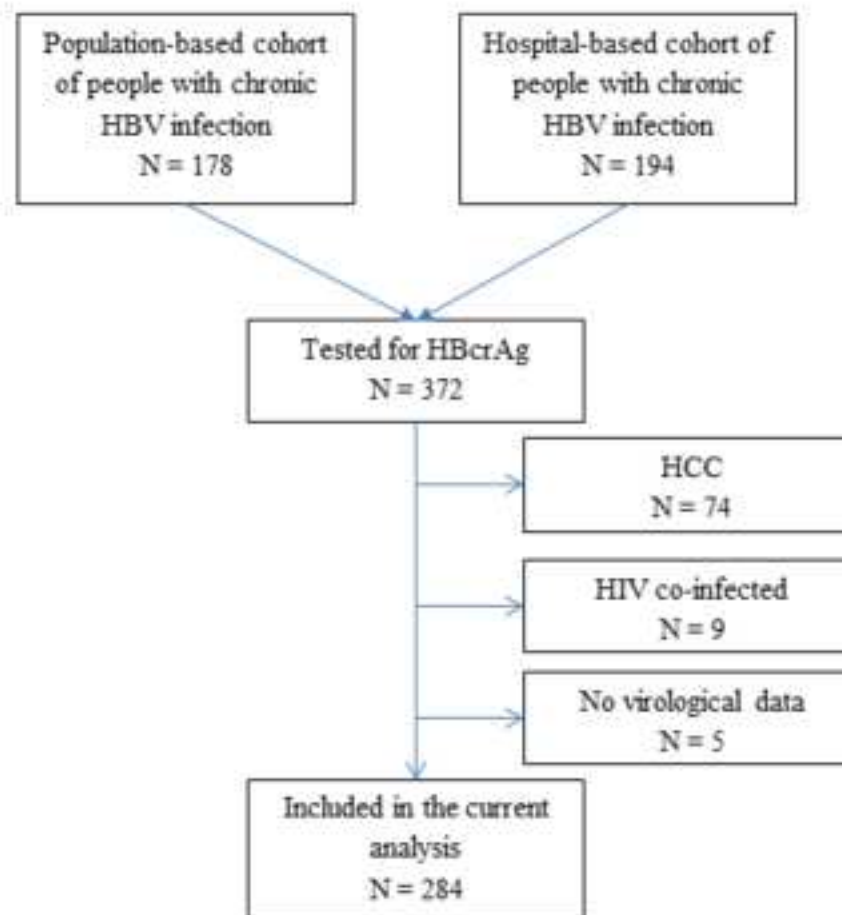 Population-based cohort
of people with chronic
HBV infection
N = 178
Hospital-based cohort of
people with chronic
HBV infection
N = 194
Tested for HBcrAg
N = 372
HCC
N = 74
HIV co-infected
N = 9
No virological data
N = 5
Included in the current
analysis
N = 284